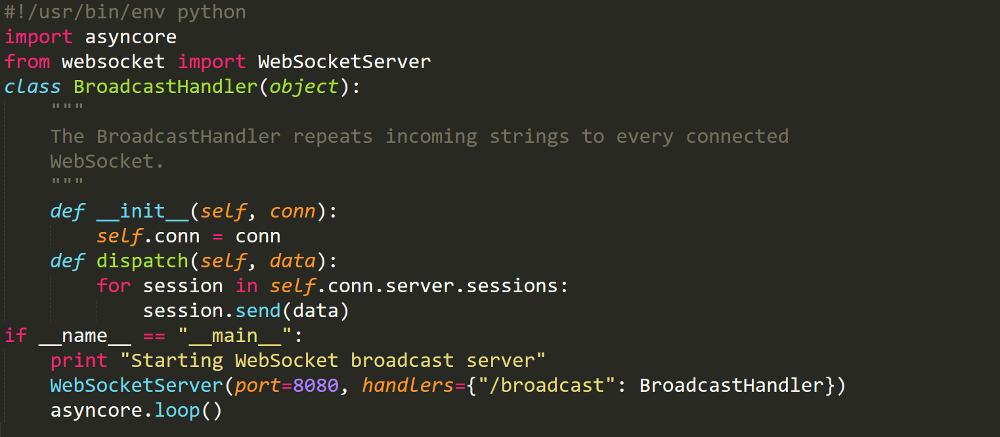 #!/usr/bin/env python
import asyncore
from websocket import WebSocketServer
class BroadcastHandler(object):
    """
    The BroadcastHandler repeats incoming strings to every connected
    WebSocket.
    """
    def __init__(self, conn):
        self.conn = conn
    def dispatch(self, data):
        for session in self.conn.server.sessions:
            session.send(data)
if __name__ == "__main__":
    print "Starting WebSocket broadcast server"
    WebSocketServer(port=8080, handlers={"/broadcast": BroadcastHandler})
    asyncore.loop()